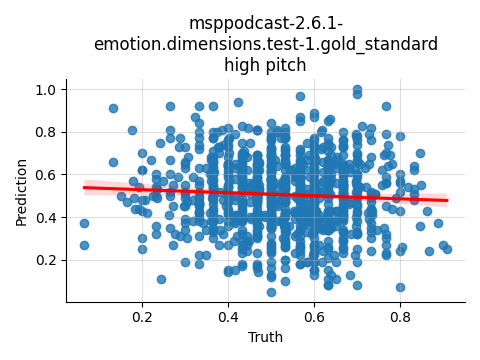 msppodcast-2.6.1-
emotion.dimensions.test-1.gold_standard
high pitch
1.0
0.8
0.6
0.4
0.2
Prediction
0.2
0.4
0.6
0.8
Truth